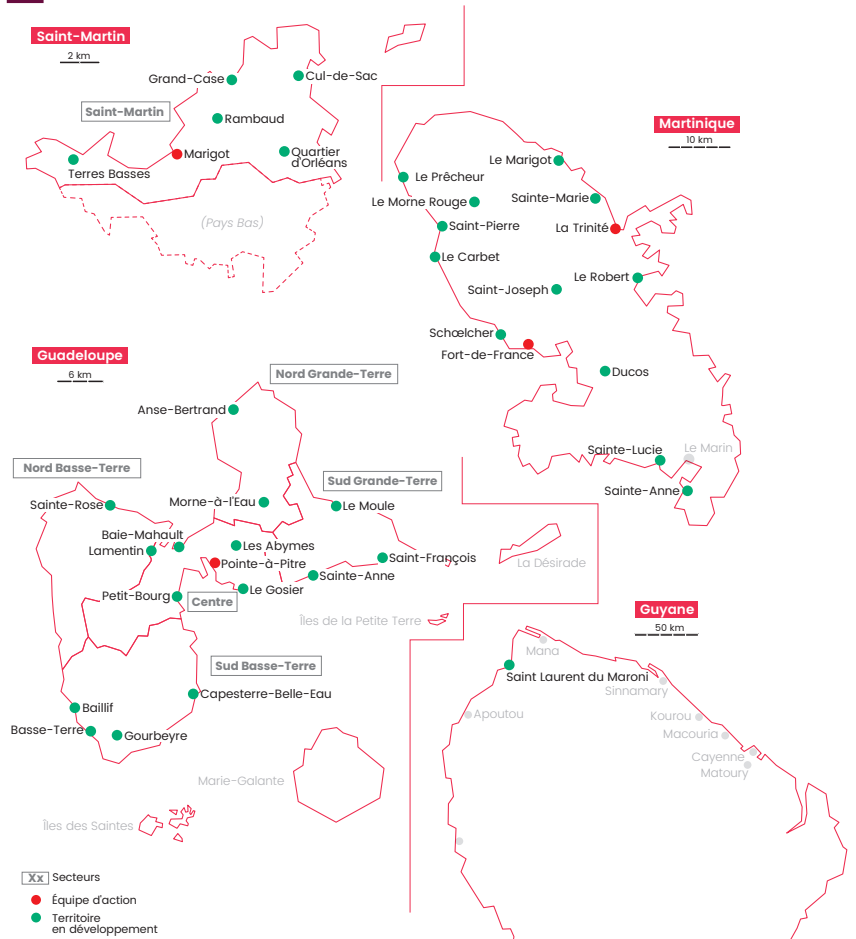 Saint-Martin
2 km
Grand-Case
Cul-de-Sac
Saint-Martin
Rambaud
Marigot
Quartier
d'Orléans
Terres Basses
(Pays Bas)
Martinique
10 km
Le Marigot
Le Prêcheur
Le Morne Rouge
Sainte-Marie
Saint-Pierre
La Trinité
Le Carbet
Le Robert
Saint-Joseph
Schœlcher
Fort-de-France
Ducos
Sainte-Lucie
Le Marin
Sainte-Anne
Guadeloupe
6 km
Nord Grande-Terre
Anse-Bertrand
Nord Basse-Terre
Sud Grande-Terre
Sainte-Rose
Morne-à-l'Eau
Le Moule
Baie-Mahault
Lamentin
Les Abymes
Saint-François
Pointe-à-Pitre
Sainte-Anne
La Désirade
Le Gosier
Petit-Bourg
Centre
Îles de la Petite Terre
Sud Basse-Terre
Capesterre-Belle-Eau
Baillif
Basse-Terre
Gourbeyre
Marie-Galante
Îles des Saintes
Guyane
50 km
Mana
Saint Laurent du Maroni
Sinnamary
Apoutou
Kourou
Macouria
Cayenne
Matoury
Xx Secteurs
Équipe d'action
Territoire
en développement